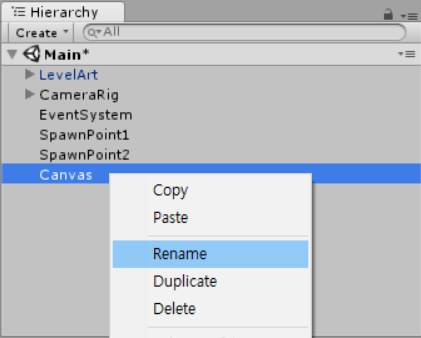 Hierarchy
Create
All
Main*
LevelArt
CameraRig
EventSystem
SpawnPoint1
SpawnPoint2
Canvas
Copy
Paste
Rename
Duplicate
Delete